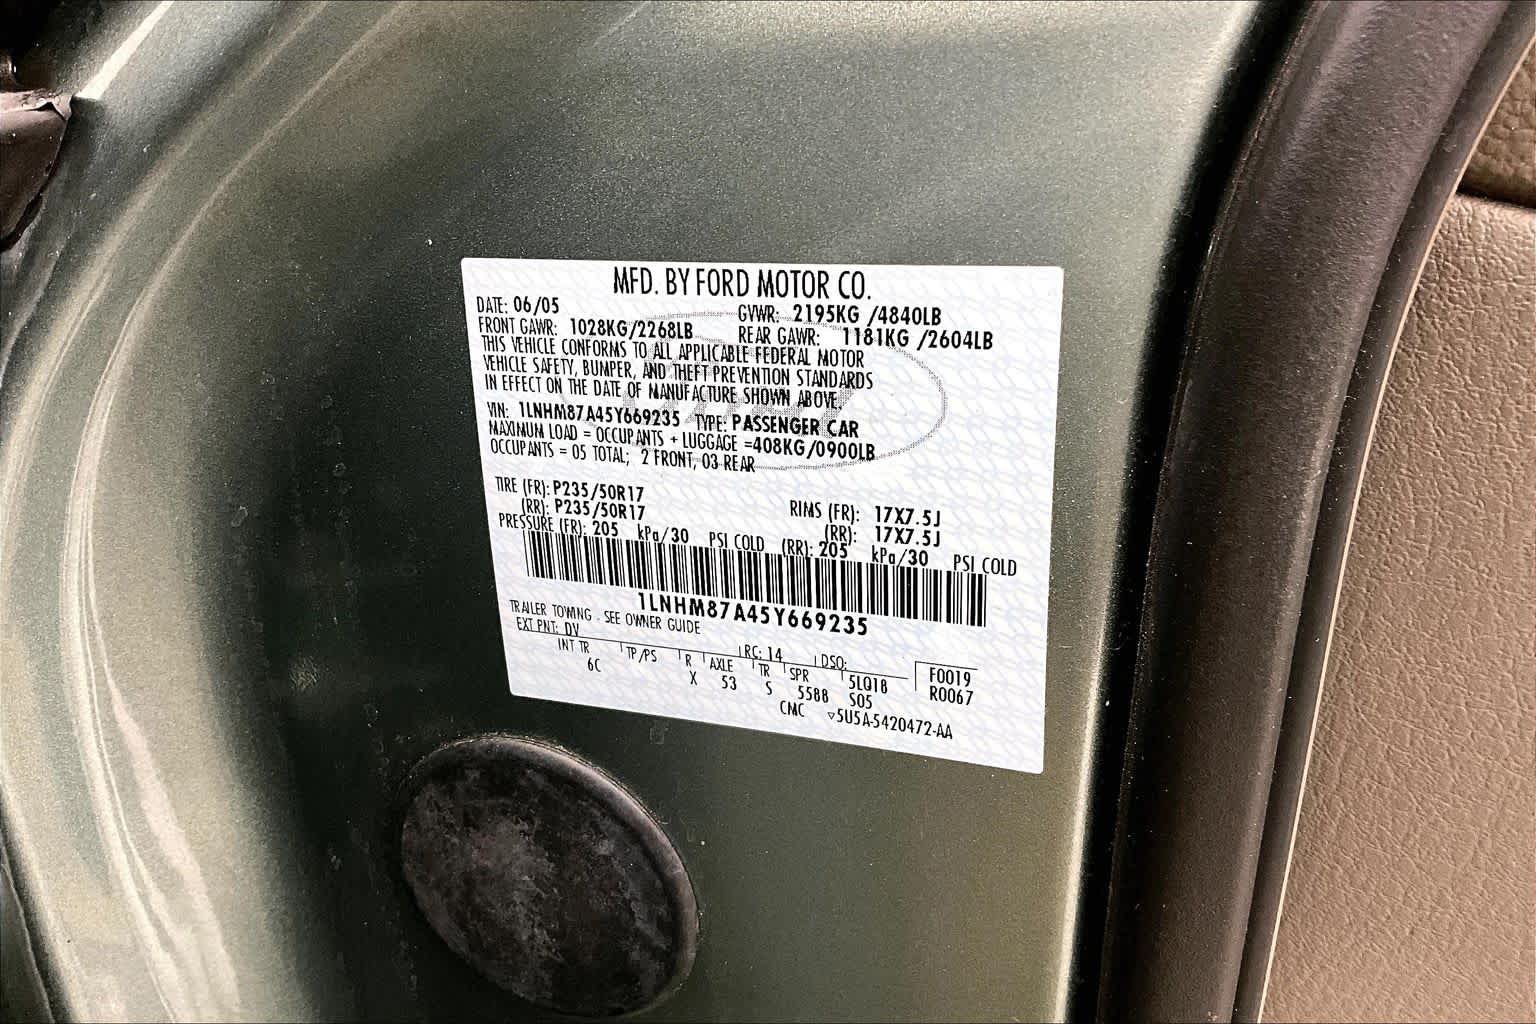 MFD. BY FORD MOTOR CO.
DATE: 06/05 GVWR: 2195KG /4840LB
FRONT GAWR: 1028KG/2268LB REAR GAWR: 1181KG /2604LB
THIS VEHICLE CONFORMS TO ALL APPLICABLE FEDERAL MOTOR
VEHICLE SAFETY, BUMPER, AND THEFT PREVENTION STANDARDS
IN EFFECT ON THE DATE OF MANUFACTURE SHOWN ABOVE.
VIN: 1LNHM87A45Y669235 TYPE: PASSENGER CAR
MAXIMUM LOAD = OCCUPANTS + LUGGAGE =408KG/0900LB
OCCUPANTS = 05 TOTAL; 2 FRONT, 03 REAR
TIRE (FR): P235/50R17 RIMS (FR): 17X7.5J
(RR): P235/50R17 (RR): 17X7.5J
PRESSURE (FR): 205 kPa/30 PSI COLD (RR): 205 kPa/30 PSI COLD
1LNHM87A45Y669235
TRAILER TOWING - SEE OWNER GUIDE
EXT PNT: DV RC: 14 DSO: F0019
INT TR TP/PS R AXLE TR SPR 5LQ18 R0067
6C X 53 S 5588 S05
CMC ▽5U5A-5420472-AA